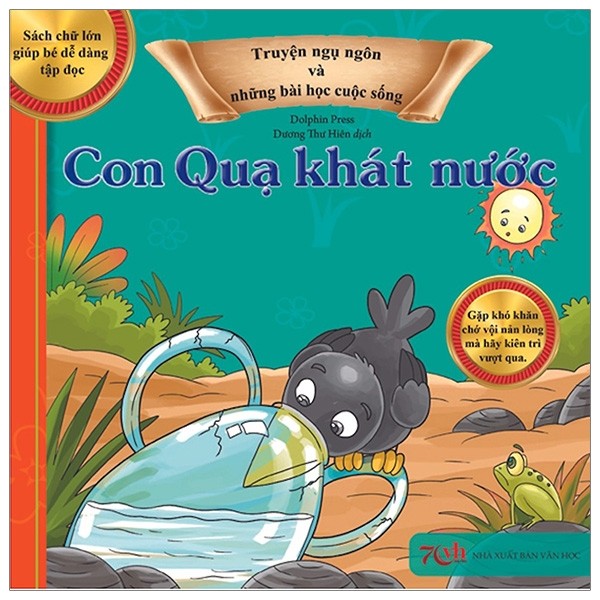 Sách chữ lớn
giúp bé dễ dàng
tập đọc
Truyện ngụ ngôn
và
những bài học cuộc sống
Dolphin Press
Dương Thư Hiên dịch
Con Quạ khát nước
Gặp khó khăn
chớ vội nản lòng
mà hãy kiên trì
vượt qua.
NHÀ XUẤT BẢN VĂN HỌC